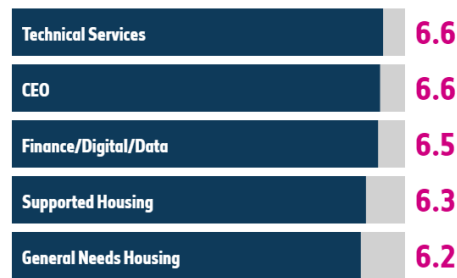 Technical Services 6.6
CEO 6.6
Finance/Digital/Data 6.5
Supported Housing 6.3
General Needs Housing 6.2